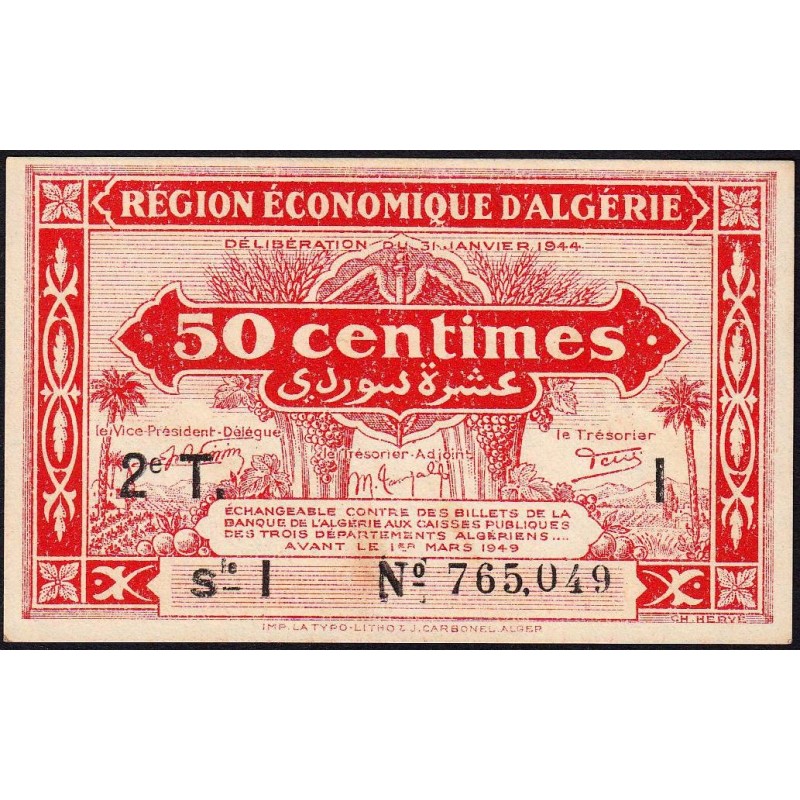 RÉGION ÉCONOMIQUE D'ALGÉRIE
DÉLIBÉRATION DU 31 JANVIER 1944
50 centimes
عشرة سوردي
le Vice-Président-Délégué
le Trésorier-Adjoint
le Trésorier
2e T.
I
ÉCHANGEABLE CONTRE DES BILLETS DE LA
BANQUE DE L'ALGÉRIE AUX CAISSES PUBLIQUES
DES TROIS DÉPARTEMENTS ALGÉRIENS....
AVANT LE 1ER MARS 1949
Sie I No 765,049
IMP. LA TYPO-LITHO & J. CARBONEL. ALGER
CH. HERVÉ